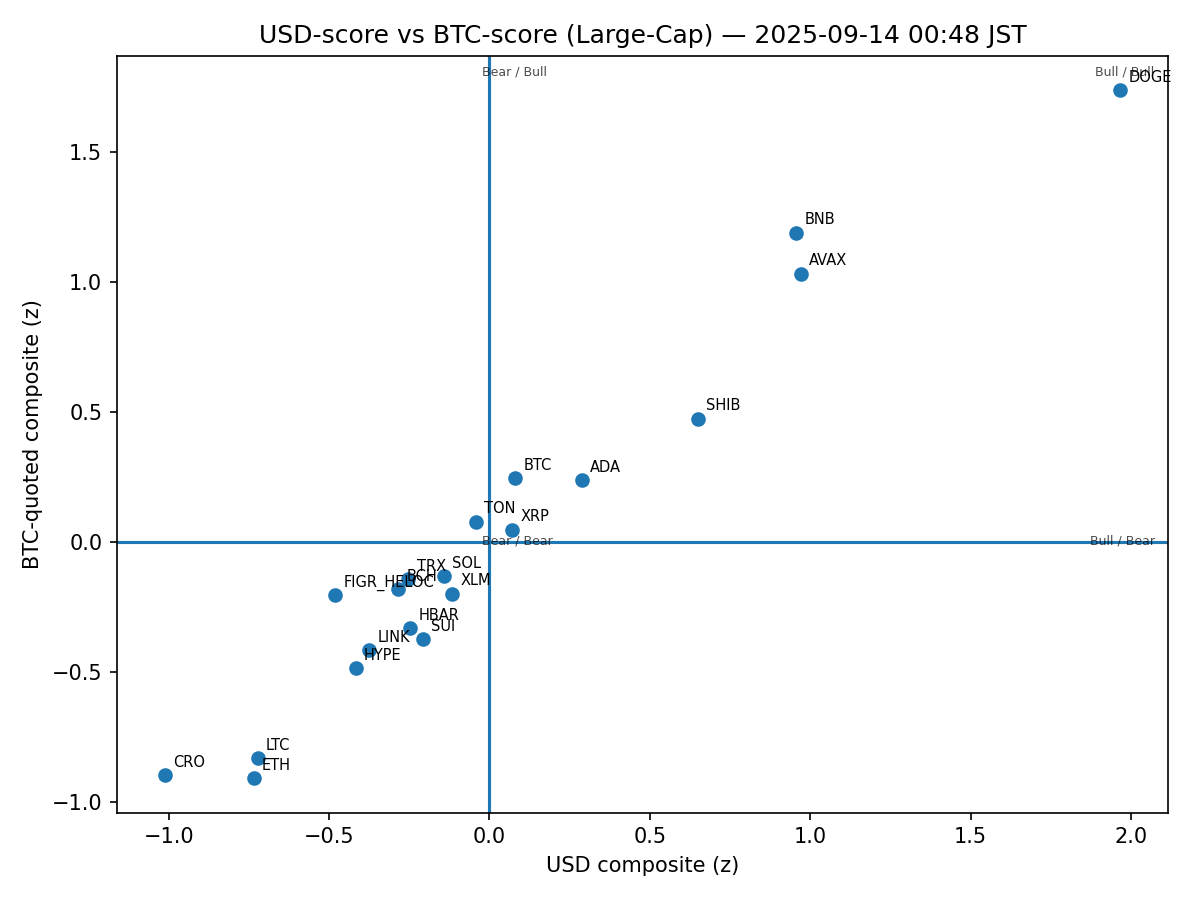 USD-score vs BTC-score (Large-Cap) — 2025-09-14 00:48 JST
Bear / Bull
Bull / Bull
DOGE
1.5
BNB
AVAX
1.0
SHIB
0.5
BTC
ADA
TON
XRP
0.0
Bear / Bear
Bull / Bear
TRX
SOL
BCH
FIGR_HELOC
XLM
HBAR
SUI
LINK
HYPE
−0.5
LTC
CRO
ETH
−1.0
BTC-quoted composite (z)
−1.0
−0.5
0.0
0.5
1.0
1.5
2.0
USD composite (z)